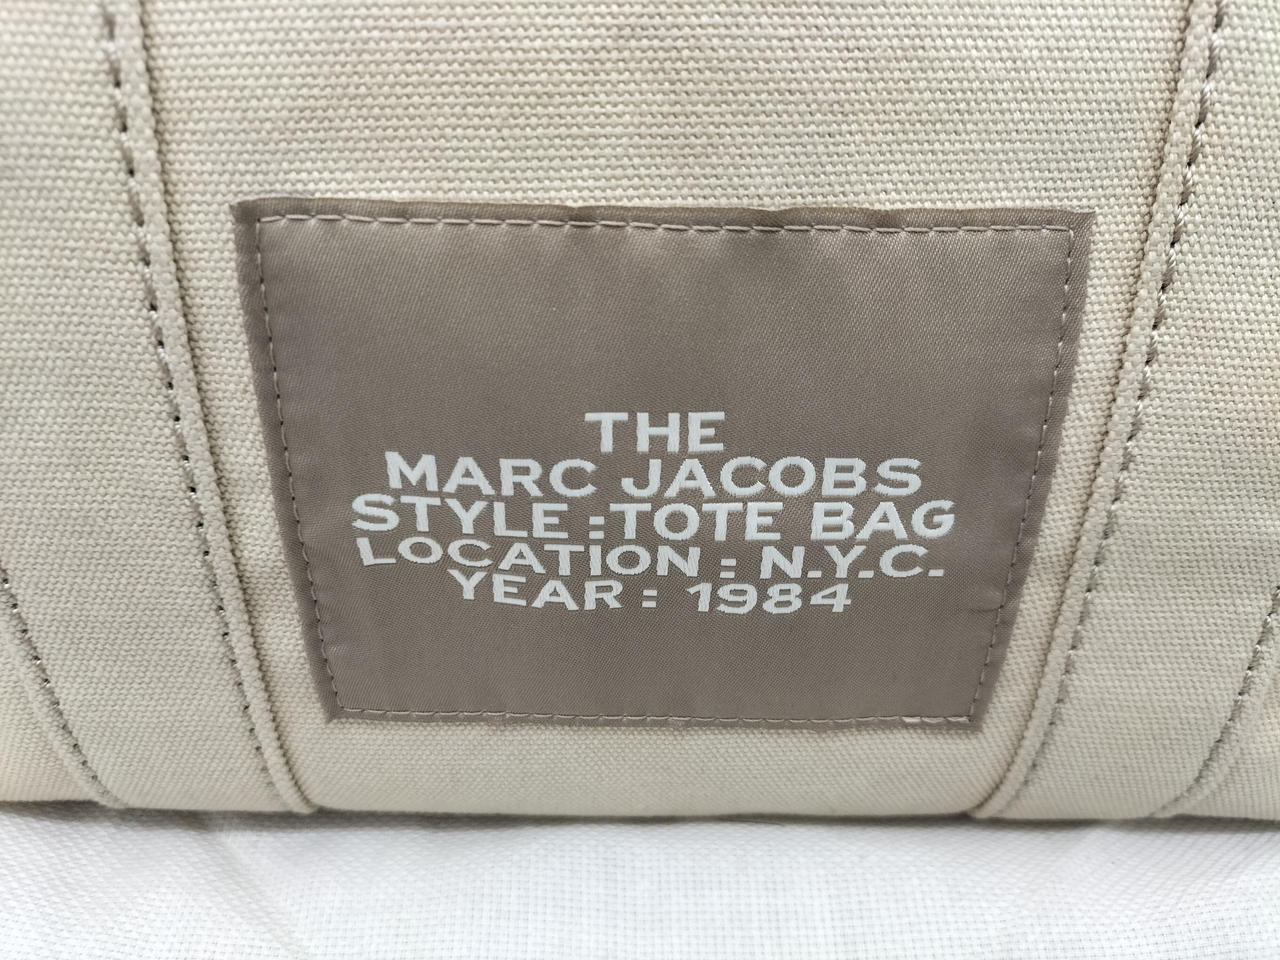 THE
MARC JACOBS
STYLE :TOTE BAG
LOCATION : N.Y.C.
YEAR : 1984